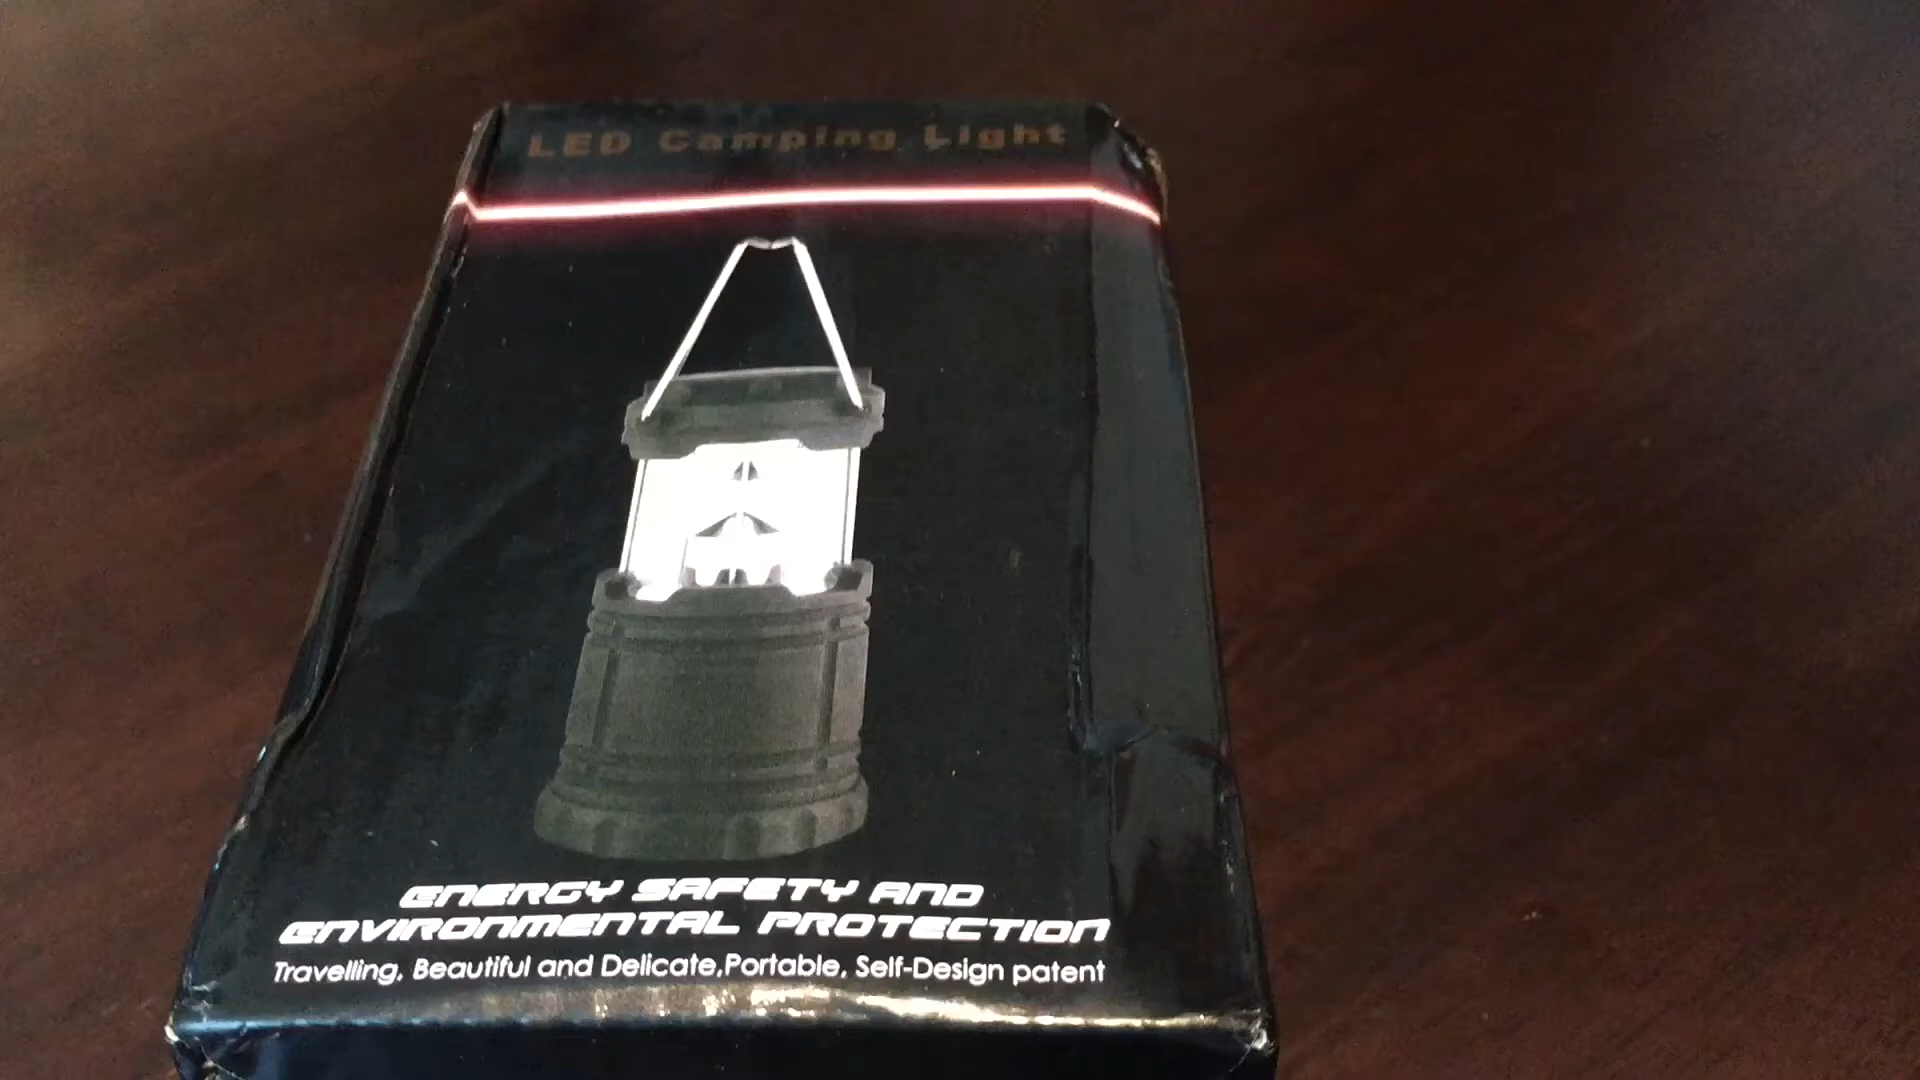 LED Camping Light
ENERGY SAFETY AND
ENVIRONMENTAL PROTECTION
Travelling, Beautiful and Delicate,Portable, Self-Design patent